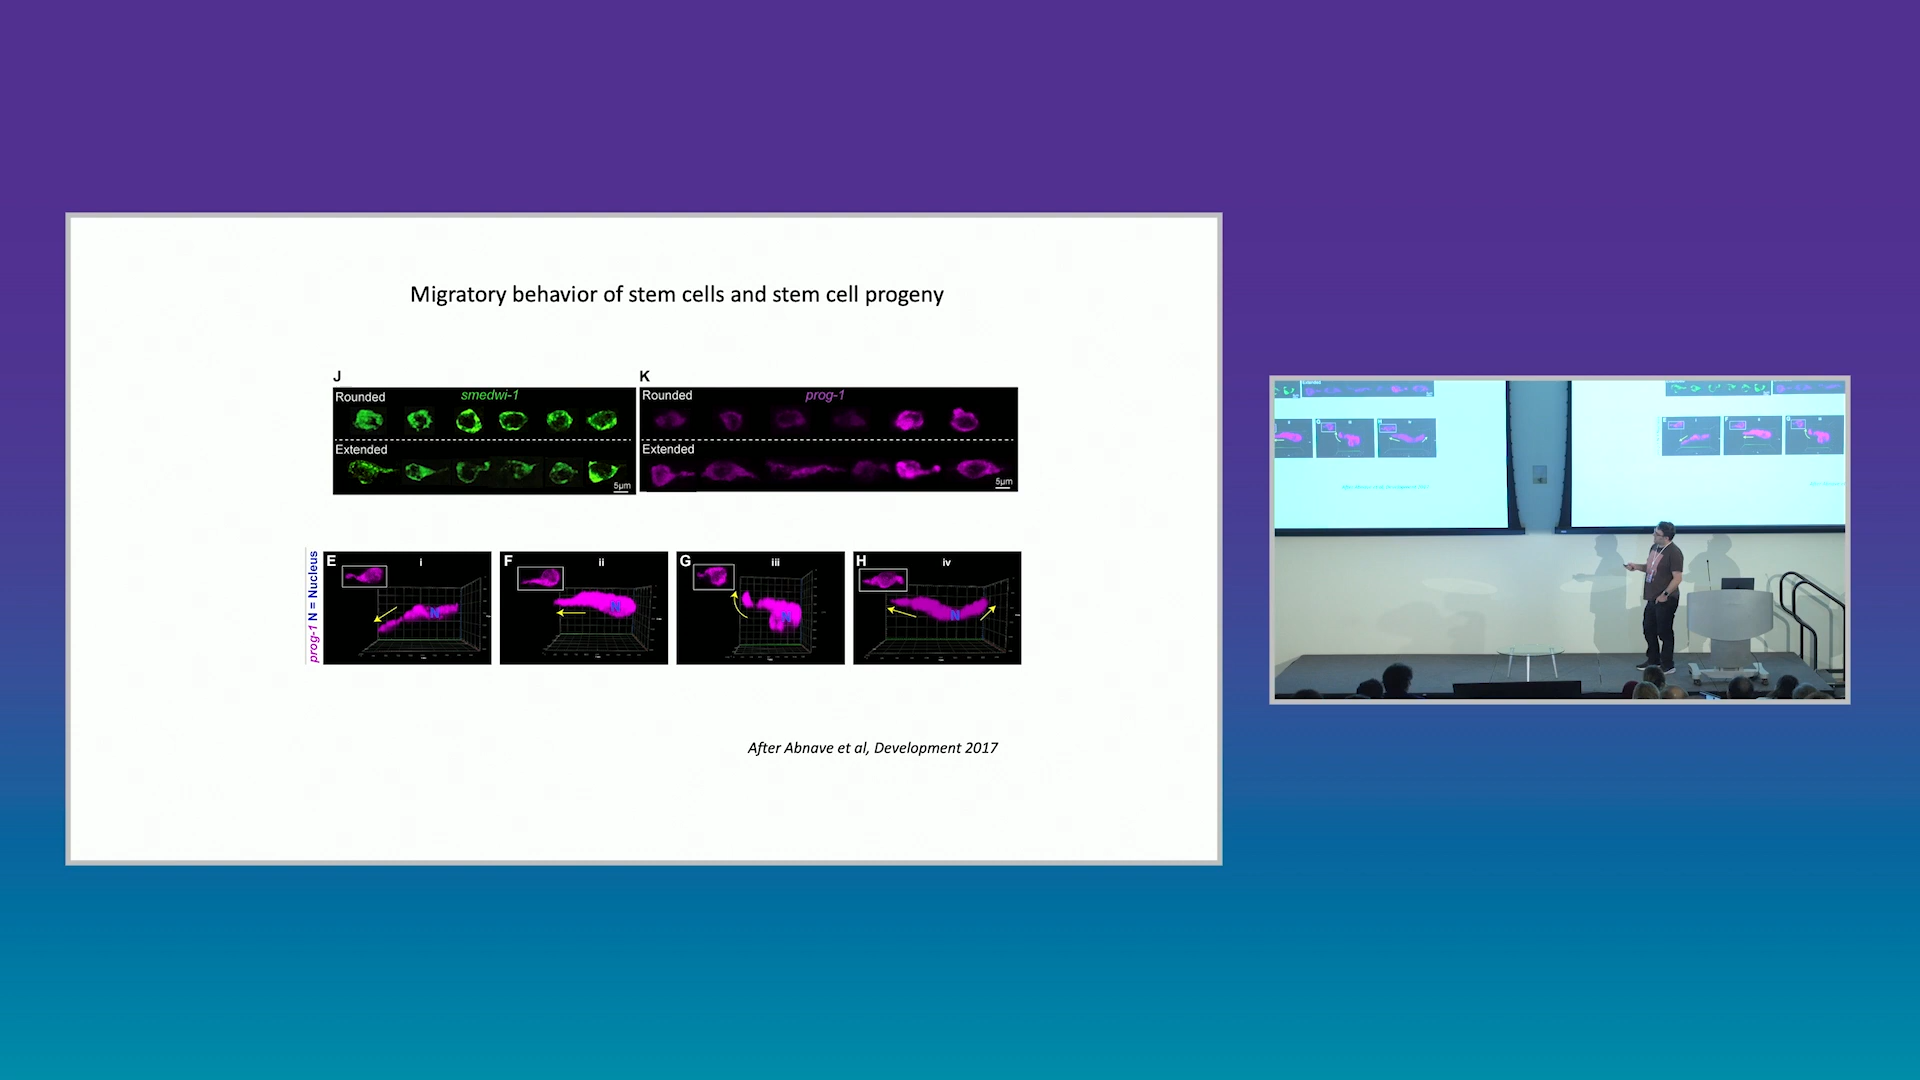 Migratory behavior of stem cells and stem cell progeny
J
K
Rounded
smedwi-1
Extended
5µm
Rounded
prog-1
Extended
5µm
prog-1 N = Nucleus
E
i
N
F
ii
N
G
iii
N
H
iv
N
After Abnave et al, Development 2017